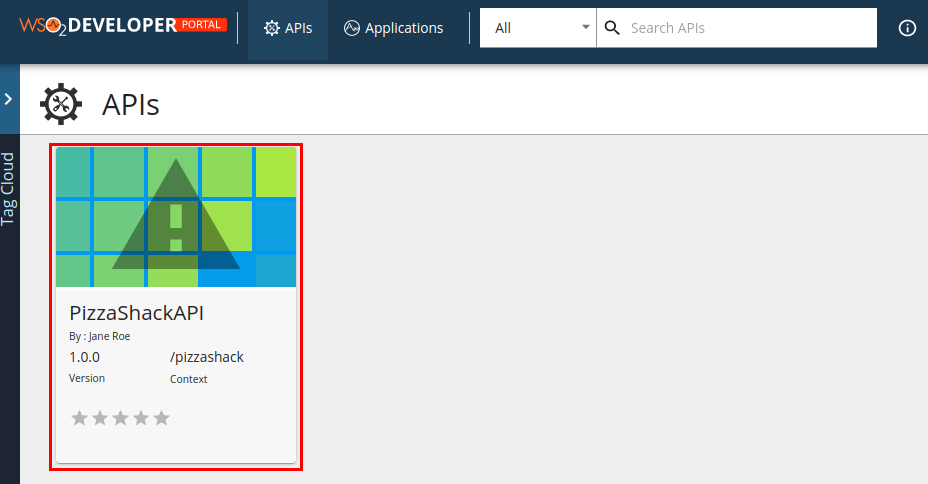 WSO2 DEVELOPER PORTAL
APIs
Applications
All
Search APIs
APIs
Tag Cloud
PizzaShackAPI
By : Jane Roe
1.0.0
/pizzashack
Version
Context